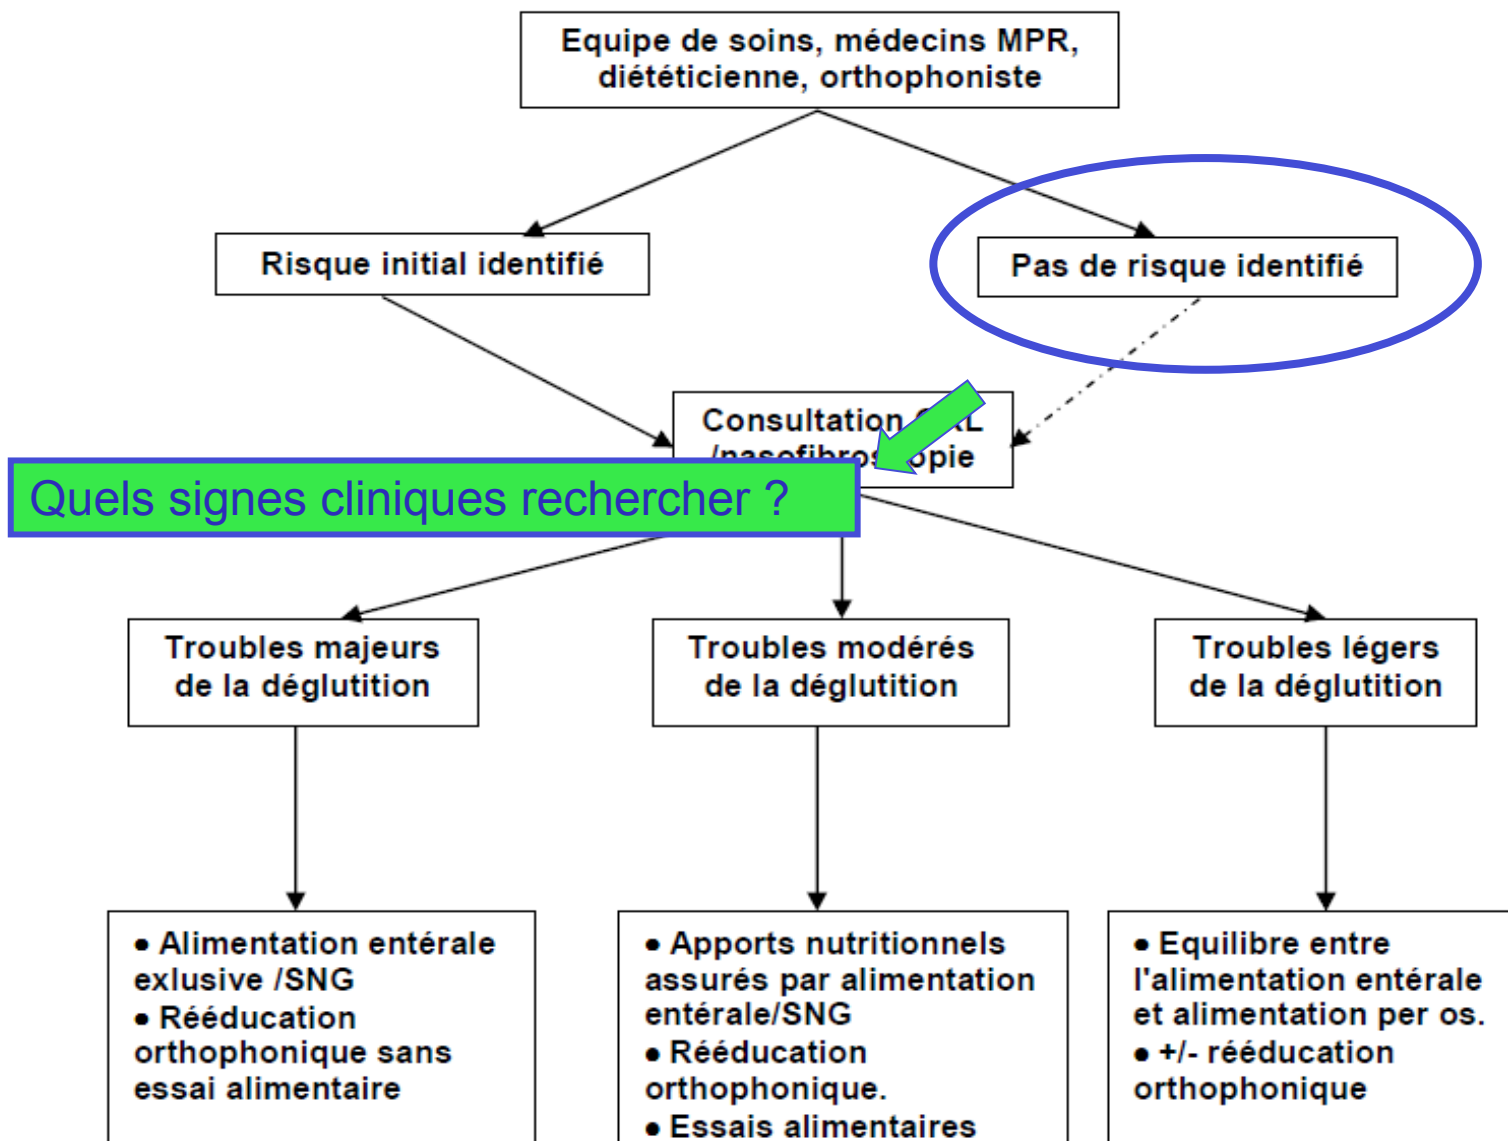 Equipe de soins, médecins MPR,
diététicienne, orthophoniste
Risque initial identifié
Pas de risque identifié
Consultation
/nasofibroscopie
Quels signes cliniques rechercher ?
Troubles majeurs
de la déglutition
Troubles modérés
de la déglutition
Troubles légers
de la déglutition
● Alimentation entérale
exlusive /SNG
● Rééducation
orthophonique sans
essai alimentaire
● Apports nutritionnels
assurés par alimentation
entérale/SNG
● Rééducation
orthophonique.
● Essais alimentaires
● Equilibre entre
l'alimentation entérale
et alimentation per os.
● +/- rééducation
orthophonique